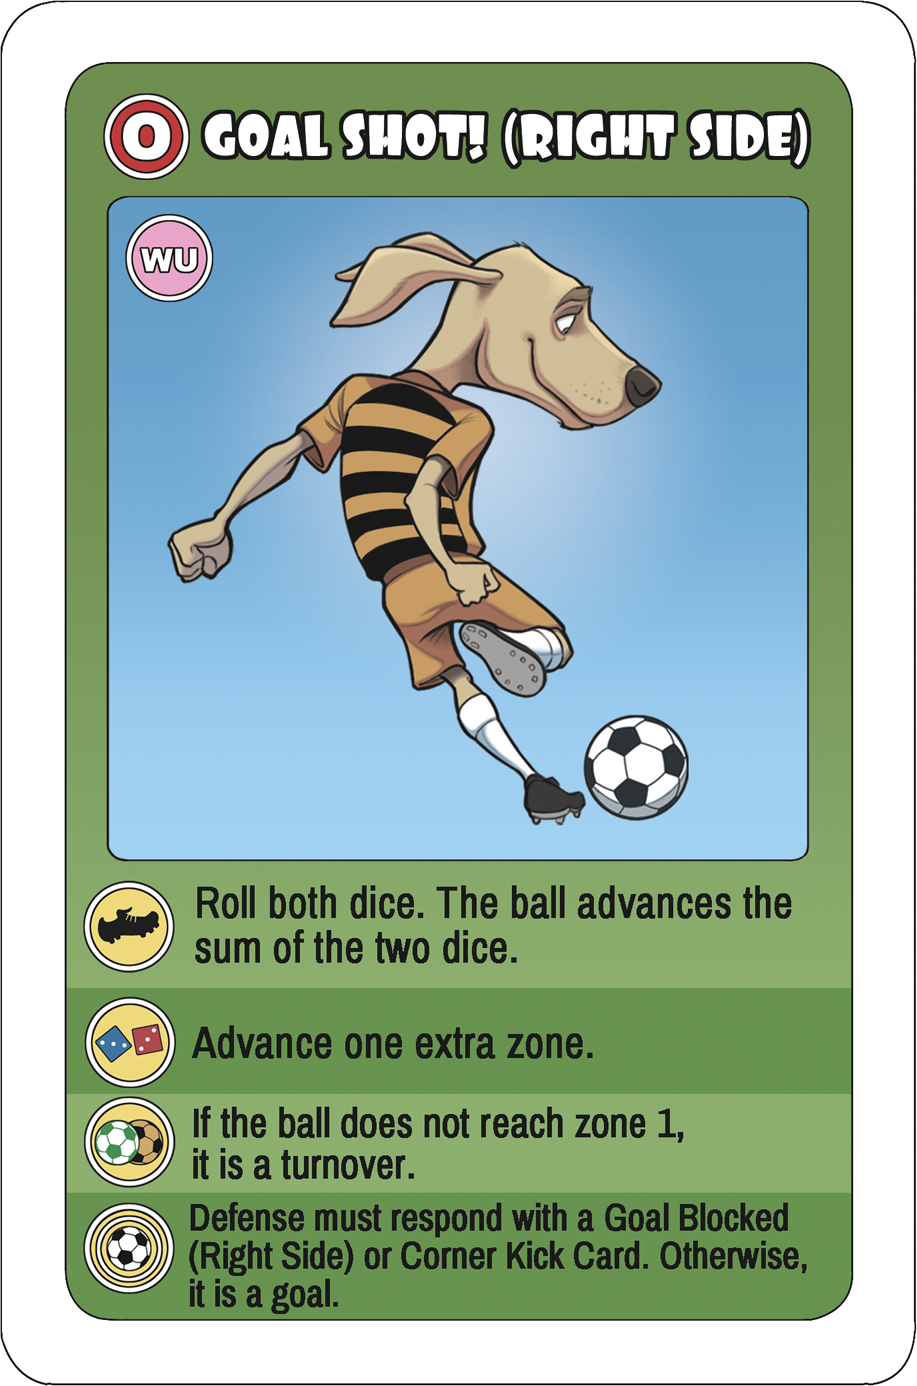 O GOAL SHOT! (RIGHT SIDE)
WU
Roll both dice. The ball advances the
sum of the two dice.
Advance one extra zone.
If the ball does not reach zone 1,
it is a turnover.
Defense must respond with a Goal Blocked
(Right Side) or Corner Kick Card. Otherwise,
it is a goal.